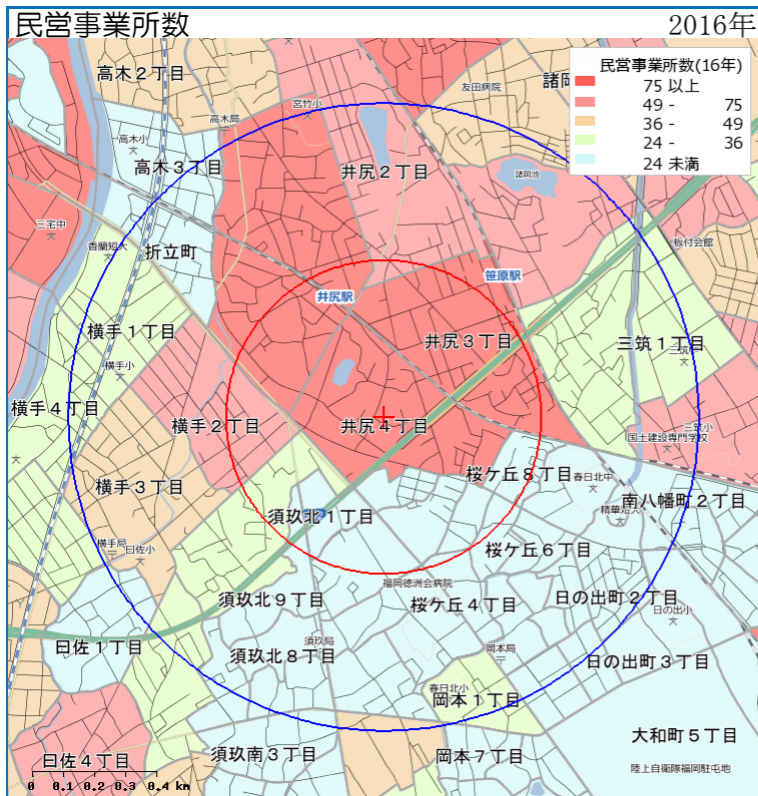 民営事業所数
2016年
民営事業所数(16年)
75 以上
49 - 75
36 - 49
24 - 36
24 未満
高木２丁目
宮竹小
友田病院
諸岡
高木小
高木局
高木３丁目
井尻２丁目
諸岡池
三宅中
香蘭短大
折立町
板付会館
笹原駅
井尻駅
横手１丁目
井尻３丁目
三筑１丁目
横手小
横手４丁目
横手２丁目
井尻４丁目
三筑小
国土建設専門学校
桜ケ丘８丁目
春日北中
横手３丁目
南八幡町２丁目
須玖北１丁目
精華短大
横手局
曰佐小
桜ケ丘６丁目
福岡徳洲会病院
須玖北９丁目
桜ケ丘４丁目
日の出町２丁目
日の出小
曰佐１丁目
須玖局
岡本局
須玖北８丁目
日の出町３丁目
春日北小
岡本１丁目
大和町５丁目
須玖南３丁目
岡本７丁目
曰佐４丁目
陸上自衛隊福岡駐屯地
0 0.1 0.2 0.3 0.4 km